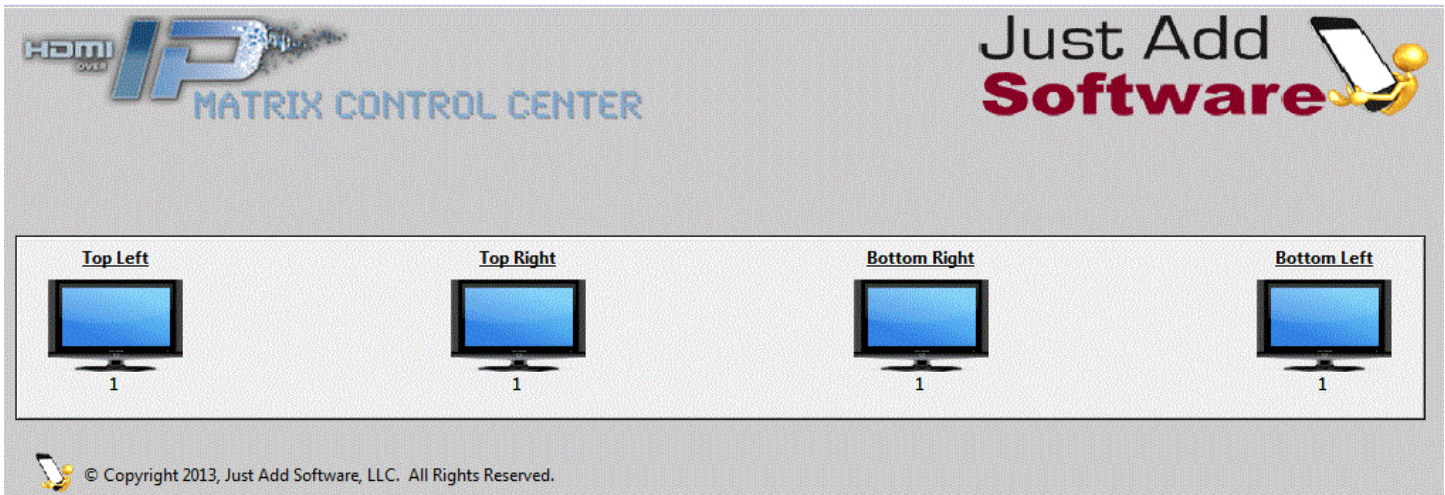 HDMI
OVER
IP
MATRIX CONTROL CENTER
Just Add
Software
Top Left
Top Right
Bottom Right
Bottom Left
1
1
1
1
© Copyright 2013, Just Add Software, LLC.  All Rights Reserved.